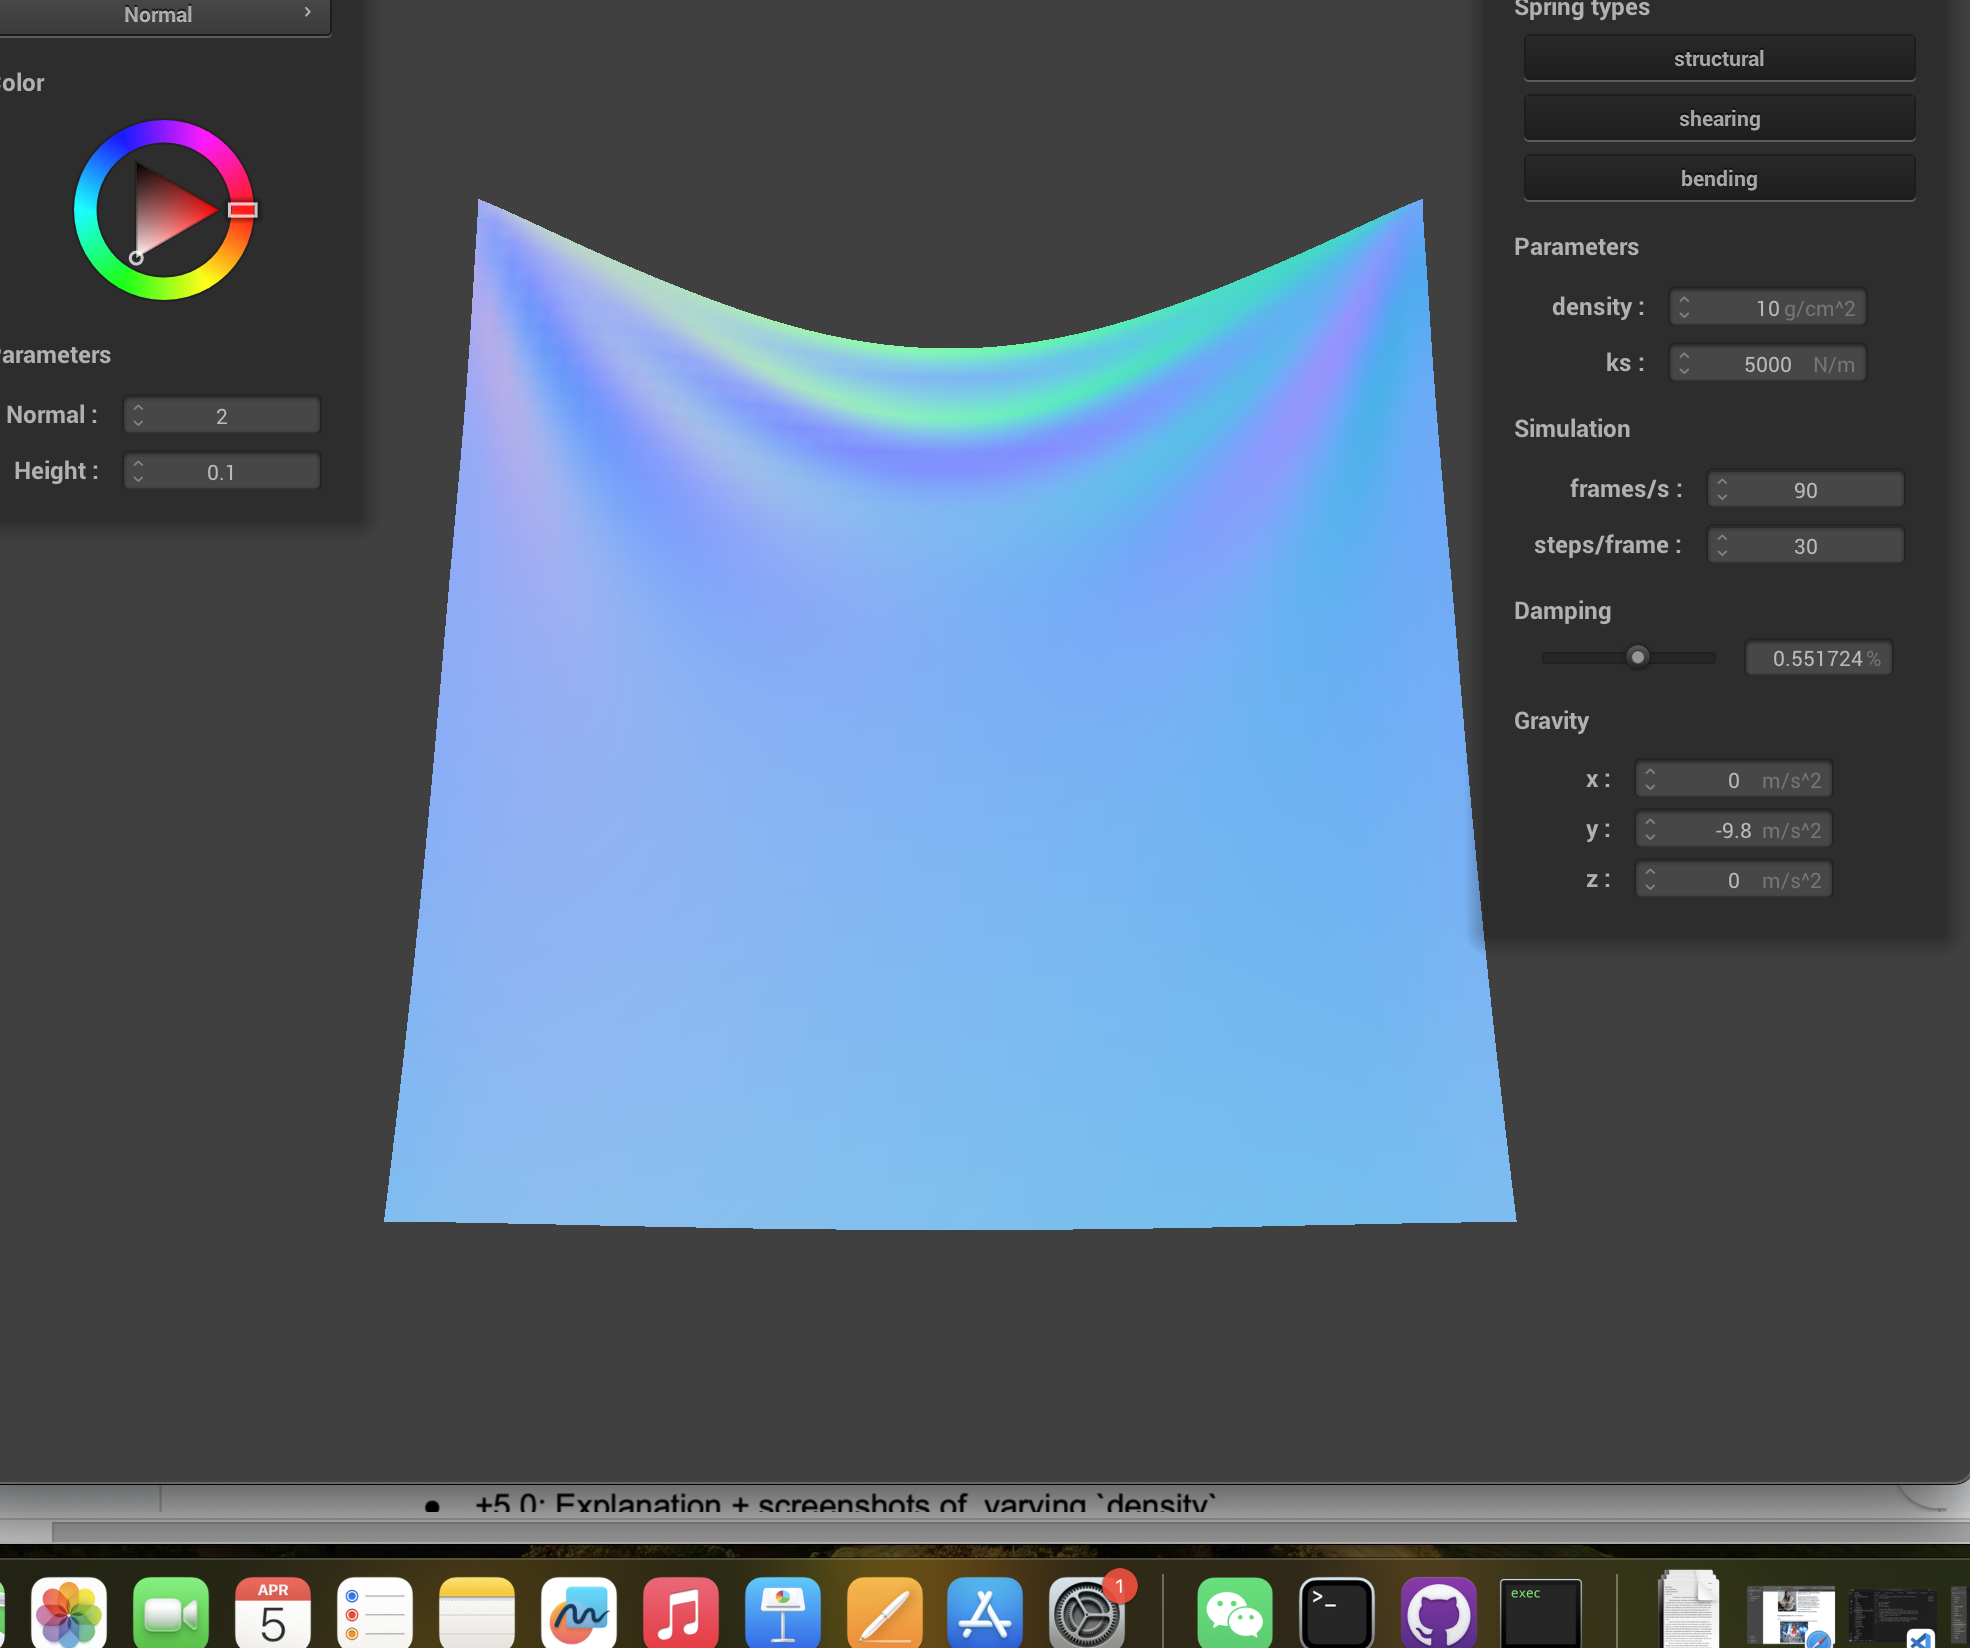 Normal
olor
arameters
Normal : 2
Height : 0.1
Spring types
structural
shearing
bending
Parameters
density : 10 g/cm^2
ks : 5000 N/m
Simulation
frames/s : 90
steps/frame : 30
Damping
0.551724 %
Gravity
x : 0 m/s^2
y : -9.8 m/s^2
z : 0 m/s^2
+5.0: Explanation + screenshots of varying `density`
APR
5
1
>_
exec